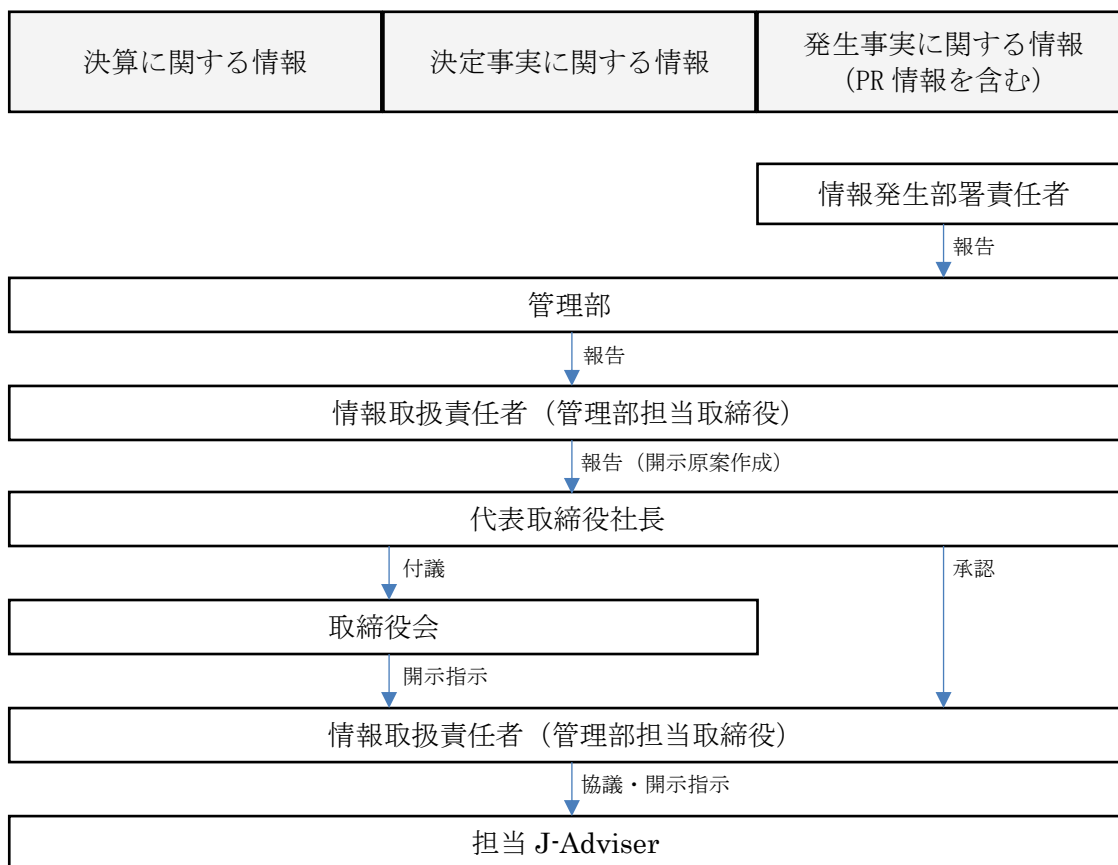 決算に関する情報
決定事実に関する情報
発生事実に関する情報
（PR 情報を含む）
情報発生部署責任者
報告
管理部
報告
情報取扱責任者（管理部担当取締役）
報告（開示原案作成）
代表取締役社長
付議
承認
取締役会
開示指示
情報取扱責任者（管理部担当取締役）
協議・開示指示
担当 J-Adviser